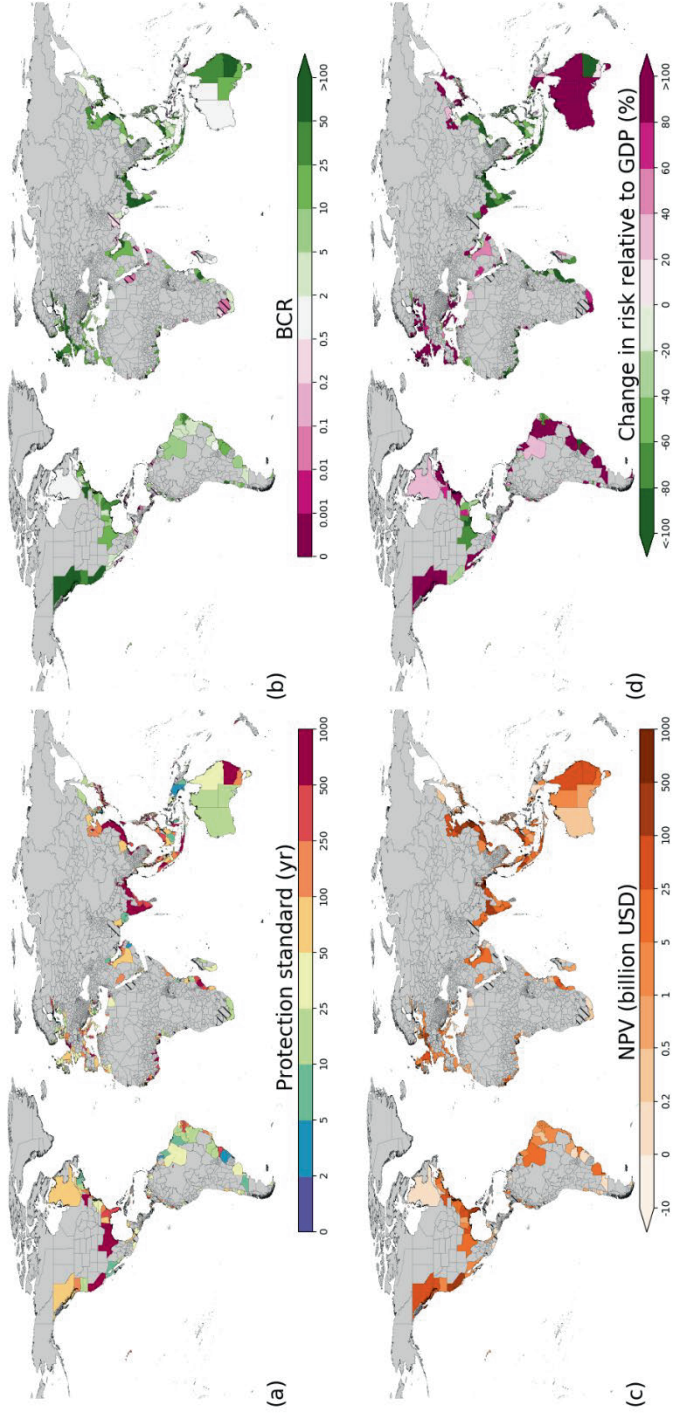 (a)
Protection standard (yr)
0 2 5 10 25 50 100 250 500 1000
(b)
BCR
0 0.001 0.01 0.1 0.2 0.5 2 5 10 25 50 >100
(c)
NPV (billion USD)
-10 0 0.2 0.5 1 5 25 100 500 1000
(d)
Change in risk relative to GDP (%)
<-100 -80 -60 -40 -20 0 20 40 60 80 >100